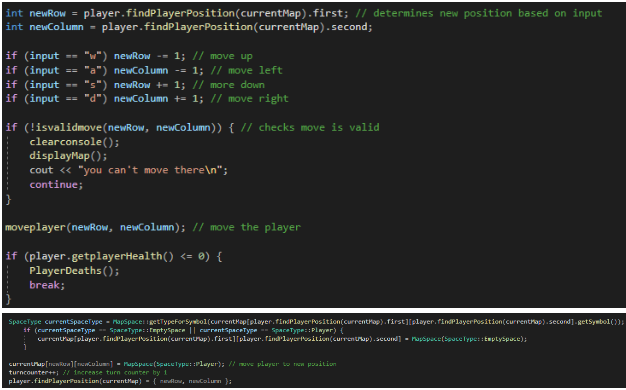 int newRow = player.findPlayerPosition(currentMap).first; // determines new position based on input
int newColumn = player.findPlayerPosition(currentMap).second;
if (input == "w") newRow -= 1; // move up
if (input == "a") newColumn -= 1; // move left
if (input == "s") newRow += 1; // more down
if (input == "d") newColumn += 1; // move right
if (!isvalidmove(newRow, newColumn)) { // checks move is valid
clearconsole();
displayMap();
cout << "you can't move there\n";
continue;
}
moveplayer(newRow, newColumn); // move the player
if (player.getplayerHealth() <= 0) {
PlayerDeaths();
break;
}
SpaceType currentSpaceType = MapSpace::getTypeForSymbol(currentMap[player.findPlayerPosition(currentMap).first][player.findPlayerPosition(currentMap).second].getSymbol());
if (currentSpaceType == SpaceType::EmptySpace || currentSpaceType == SpaceType::Player) {
currentMap[player.findPlayerPosition(currentMap).first][player.findPlayerPosition(currentMap).second] = MapSpace(SpaceType::EmptySpace);
}
currentMap[newRow][newColumn] = MapSpace(SpaceType::Player); // move player to new position
turncounter++; // increase turn counter by 1
player.findPlayerPosition(currentMap) = { newRow, newColumn };